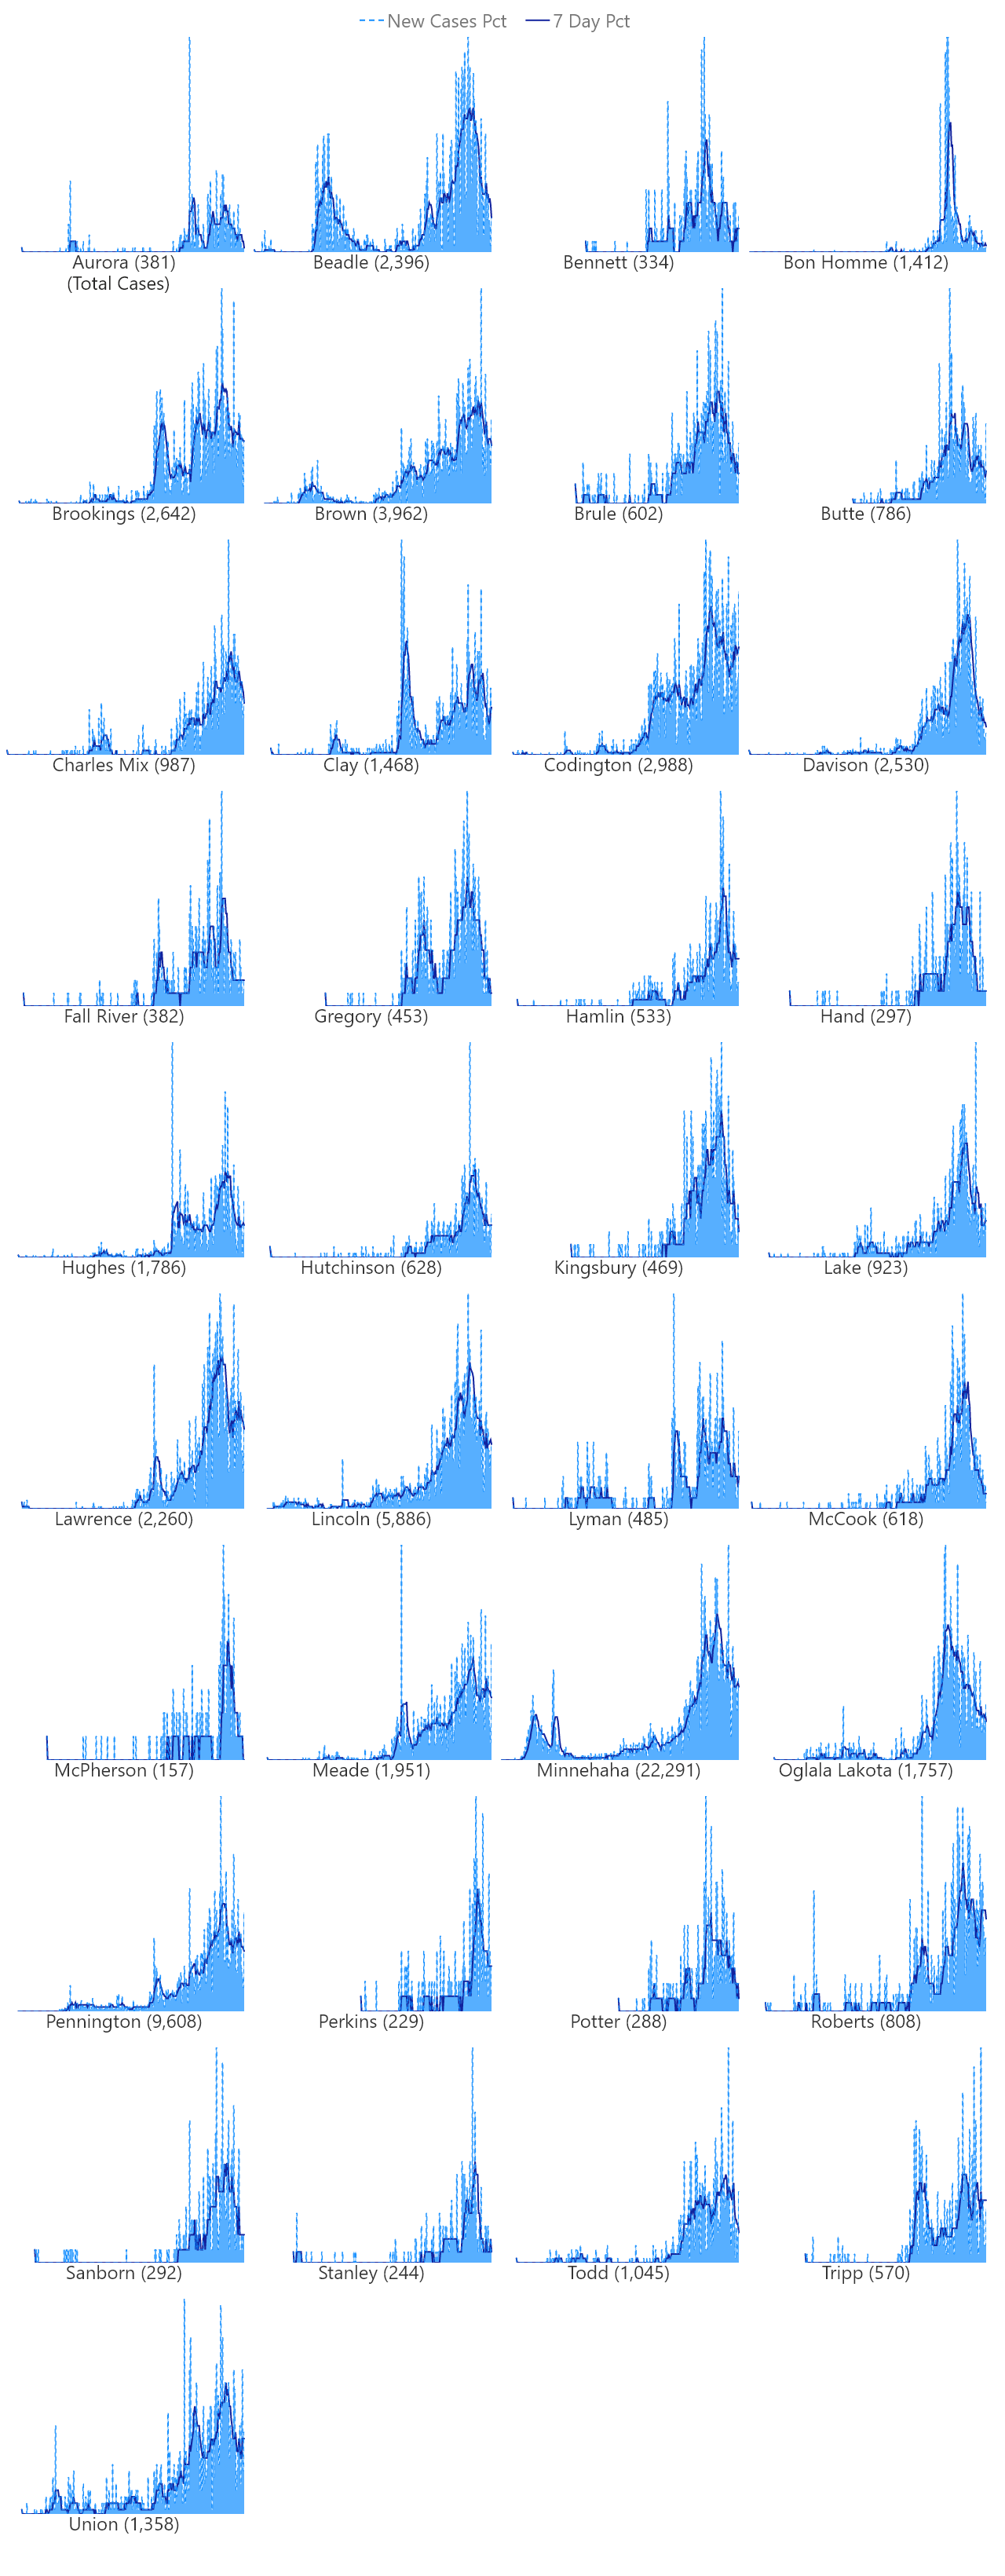 New Cases Pct 7 Day Pct
Aurora (381) Beadle (2,396) Bennett (334) Bon Homme (1,412)
(Total Cases)
Brookings (2,642) Brown (3,962) Brule (602) Butte (786)
Charles Mix (987) Clay (1,468) Codington (2,988) Davison (2,530)
Fall River (382) Gregory (453) Hamlin (533) Hand (297)
Hughes (1,786) Hutchinson (628) Kingsbury (469) Lake (923)
Lawrence (2,260) Lincoln (5,886) Lyman (485) McCook (618)
McPherson (157) Meade (1,951) Minnehaha (22,291) Oglala Lakota (1,757)
Pennington (9,608) Perkins (229) Potter (288) Roberts (808)
Sanborn (292) Stanley (244) Todd (1,045) Tripp (570)
Union (1,358)